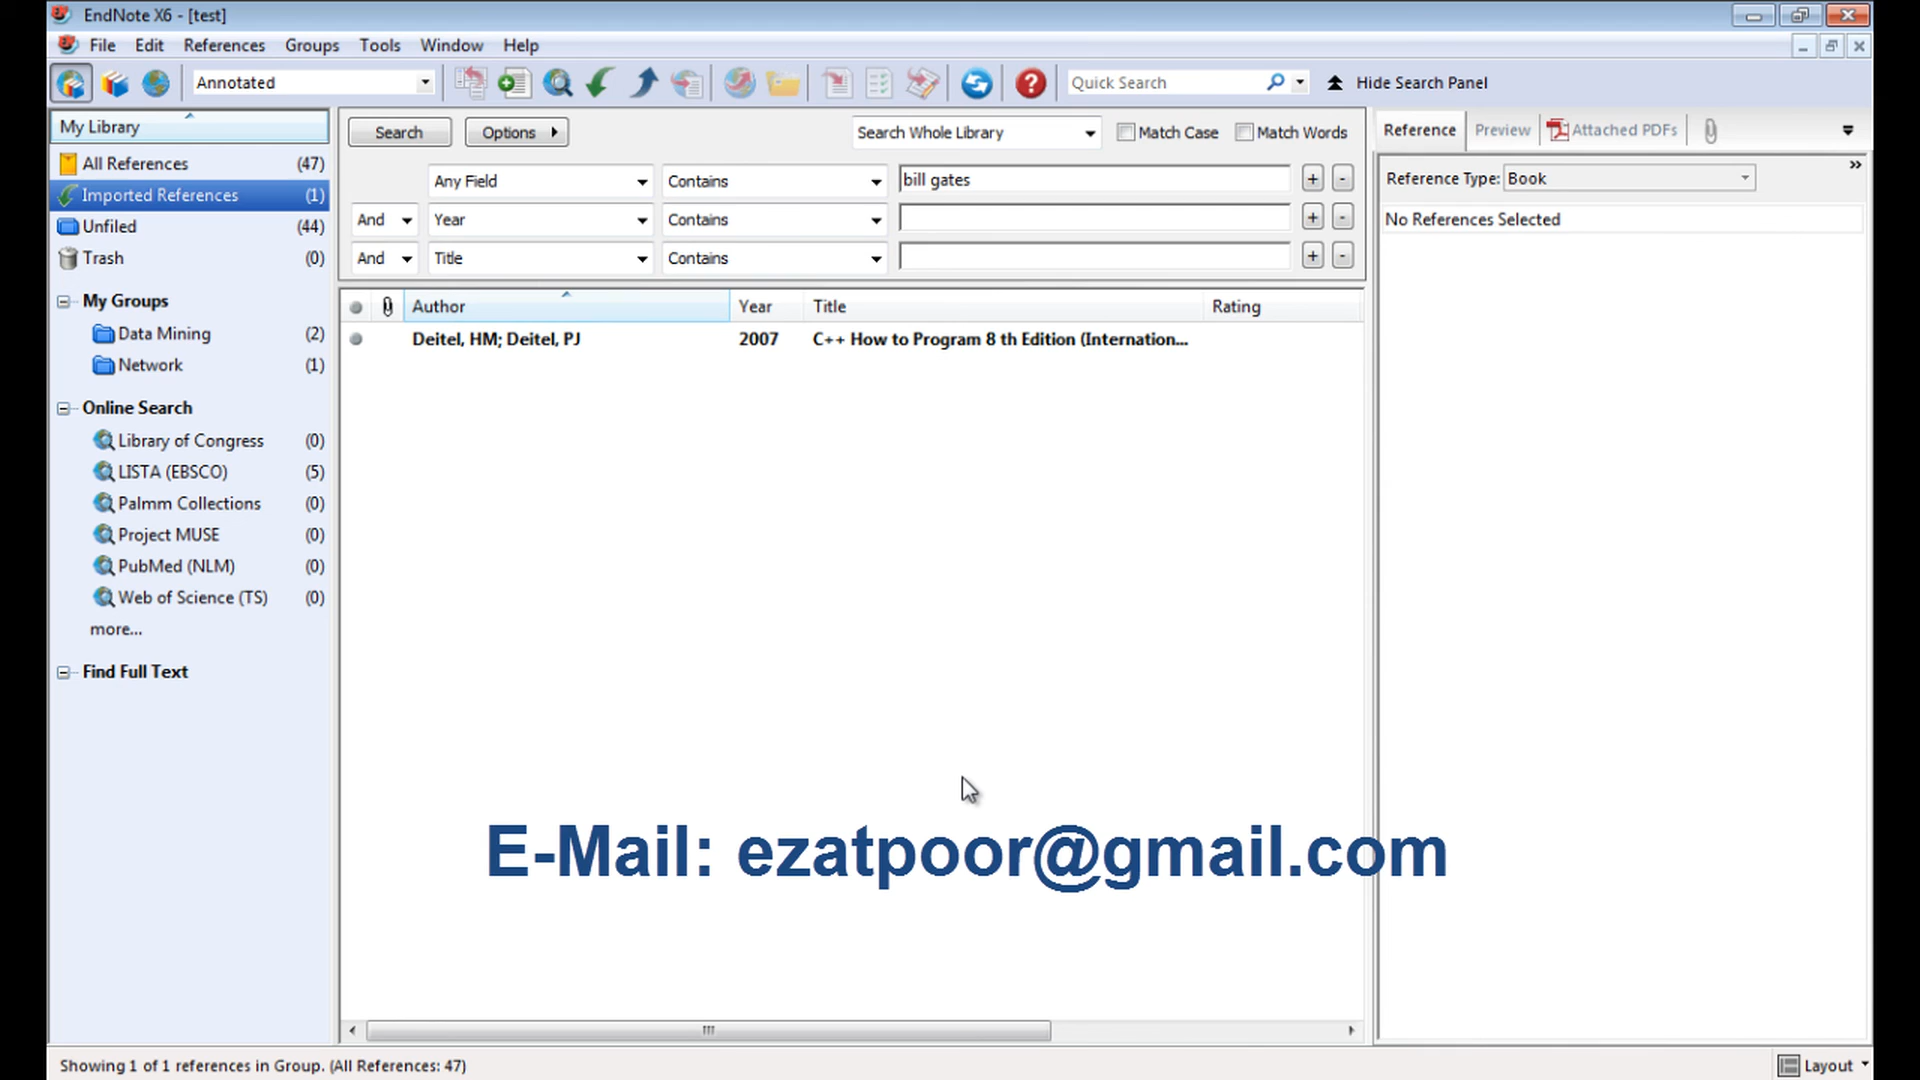 EndNote X6 - [test]
File Edit References Groups Tools Window Help
Annotated Quick Search Hide Search Panel
My Library
All References (47)
Imported References (1)
Unfiled (44)
Trash (0)
My Groups
Data Mining (2)
Network (1)
Online Search
Library of Congress (0)
LISTA (EBSCO) (5)
Palmm Collections (0)
Project MUSE (0)
PubMed (NLM) (0)
Web of Science (TS) (0)
more...
Find Full Text
Search Options Search Whole Library Match Case Match Words
Any Field Contains bill gates + -
And Year Contains + -
And Title Contains + -
Author Year Title Rating
Deitel, HM; Deitel, PJ 2007 C++ How to Program 8 th Edition (Internation...
Reference Preview Attached PDFs
Reference Type: Book
No References Selected
E-Mail: ezatpoor@gmail.com
Showing 1 of 1 references in Group. (All References: 47)
Layout